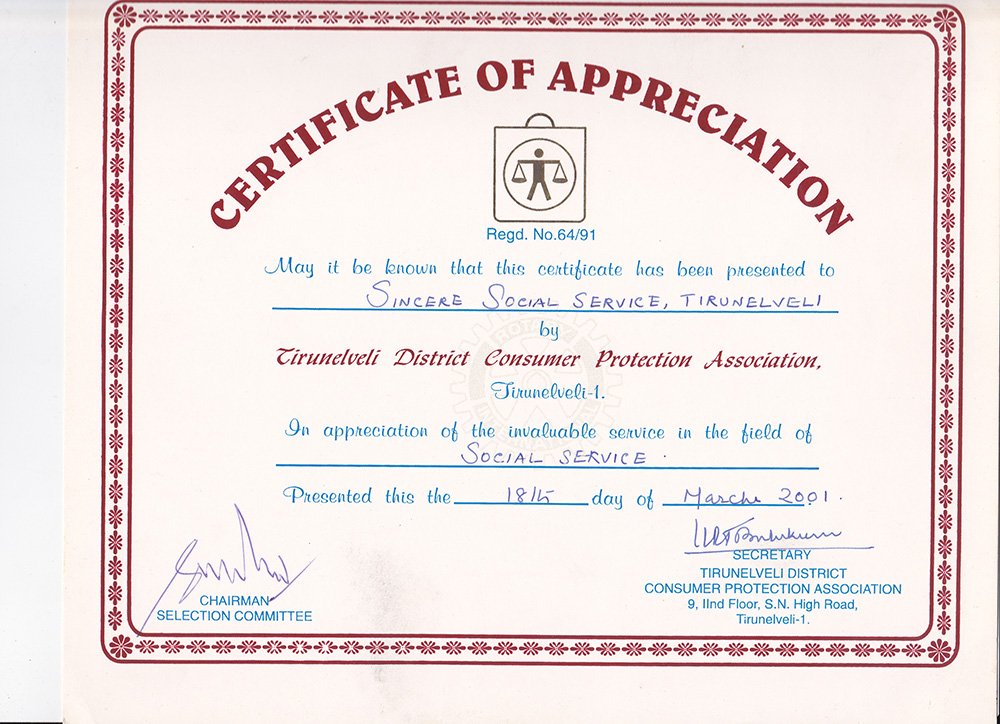 CERTIFICATE OF APPRECIATION
Regd. No.64/91
May it be known that this certificate has been presented to
SINCERE SOCIAL SERVICE, TIRUNELVELI
by
Tirunelveli District Consumer Protection Association,
Tirunelveli-1.
In appreciation of the invaluable service in the field of
SOCIAL SERVICE .
Presented this the 18th day of Marche 2001.
SECRETARY
TIRUNELVELI DISTRICT
CONSUMER PROTECTION ASSOCIATION
9, IInd Floor, S.N. High Road,
Tirunelveli-1.
CHAIRMAN
SELECTION COMMITTEE